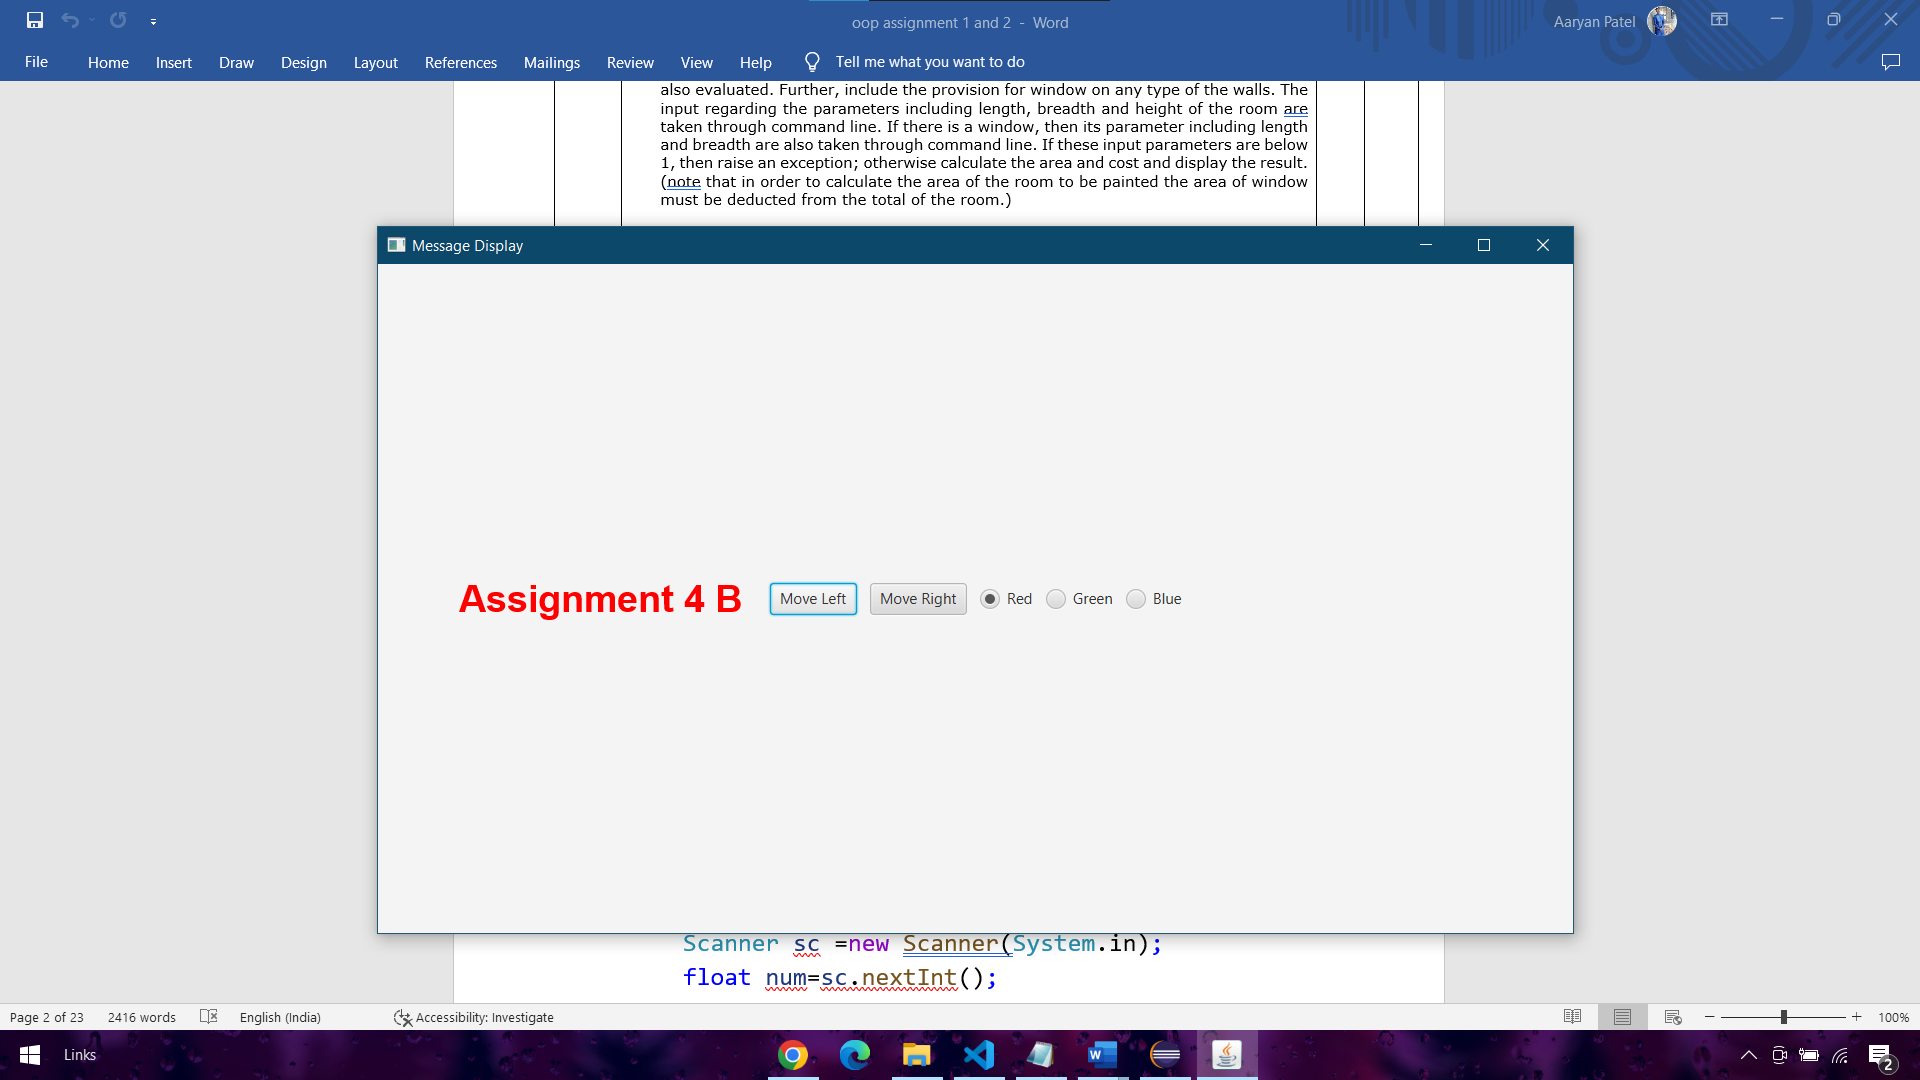 oop assignment 1 and 2 - Word
Aaryan Patel
File Home Insert Draw Design Layout References Mailings Review View Help Tell me what you want to do
also evaluated. Further, include the provision for window on any type of the walls. The
input regarding the parameters including length, breadth and height of the room are
taken through command line. If there is a window, then its parameter including length
and breadth are also taken through command line. If these input parameters are below
1, then raise an exception; otherwise calculate the area and cost and display the result.
(note that in order to calculate the area of the room to be painted the area of window
must be deducted from the total of the room.)
Message Display
Assignment 4 B Move Left Move Right Red Green Blue
Scanner sc =new Scanner(System.in);
float num=sc.nextInt();
Page 2 of 23 2416 words English (India) Accessibility: Investigate 100%
Links
2